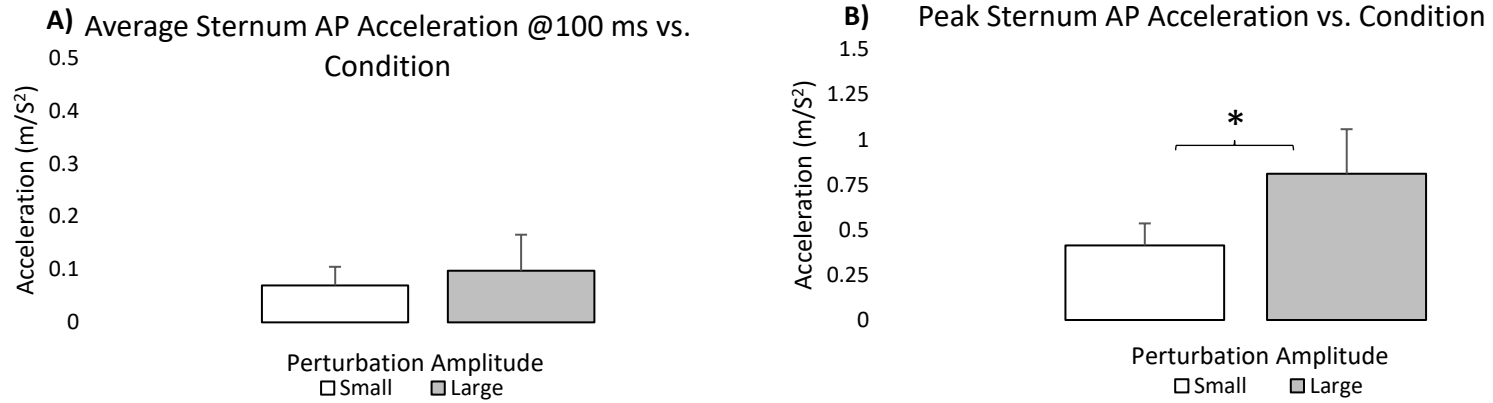 A) Average Sternum AP Acceleration @100 ms vs.
Condition
Acceleration (m/S²)
0.5
0.4
0.3
0.2
0.1
0
Perturbation Amplitude
Small Large
B) Peak Sternum AP Acceleration vs. Condition
Acceleration (m/S²)
1.5
1.25
1
0.75
0.5
0.25
0
*
Perturbation Amplitude
Small Large